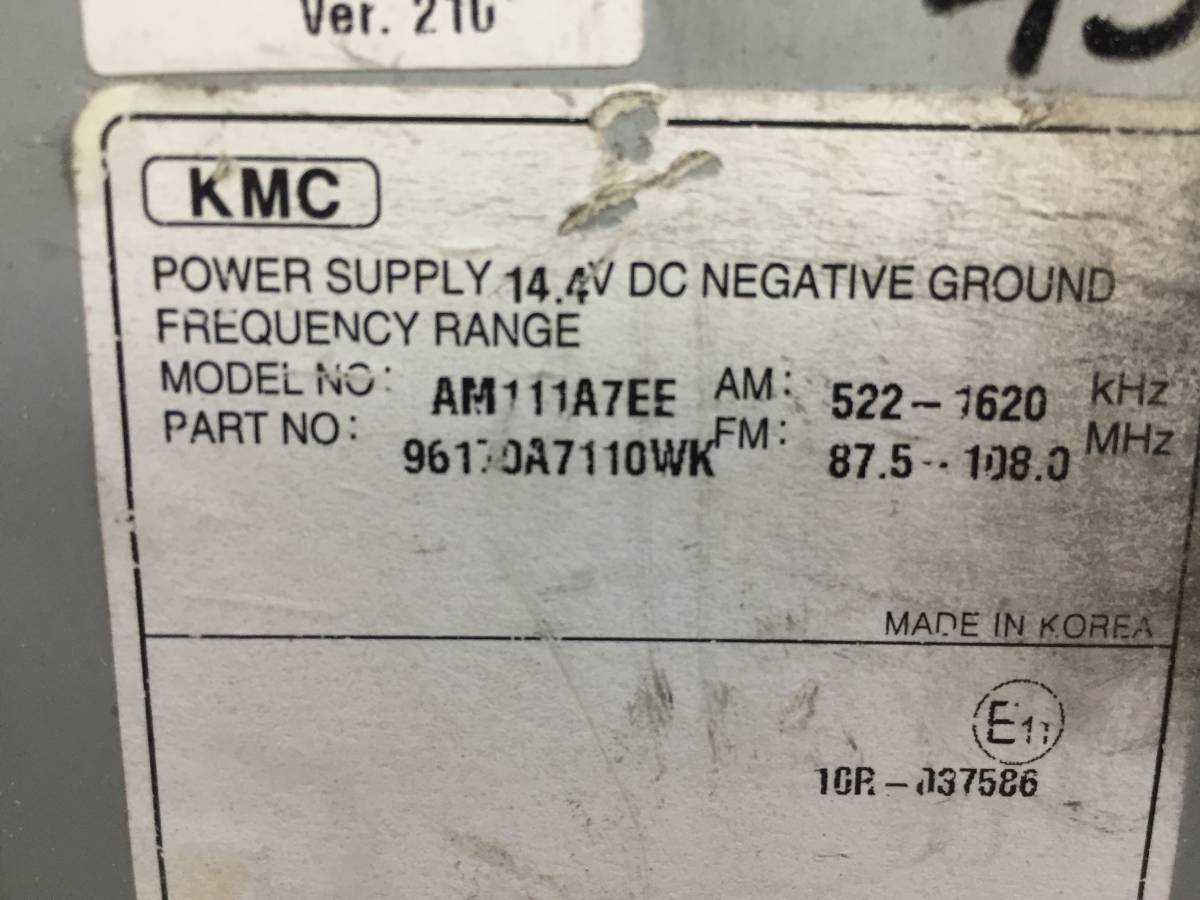 Ver. 210
KMC
POWER SUPPLY 14.4V DC NEGATIVE GROUND
FREQUENCY RANGE
MODEL NO: AM111A7EE AM: 522-1620 kHz
PART NO: 96170A7110WK FM: 87.5-108.0 MHz
MADE IN KOREA
E11
10R-037586